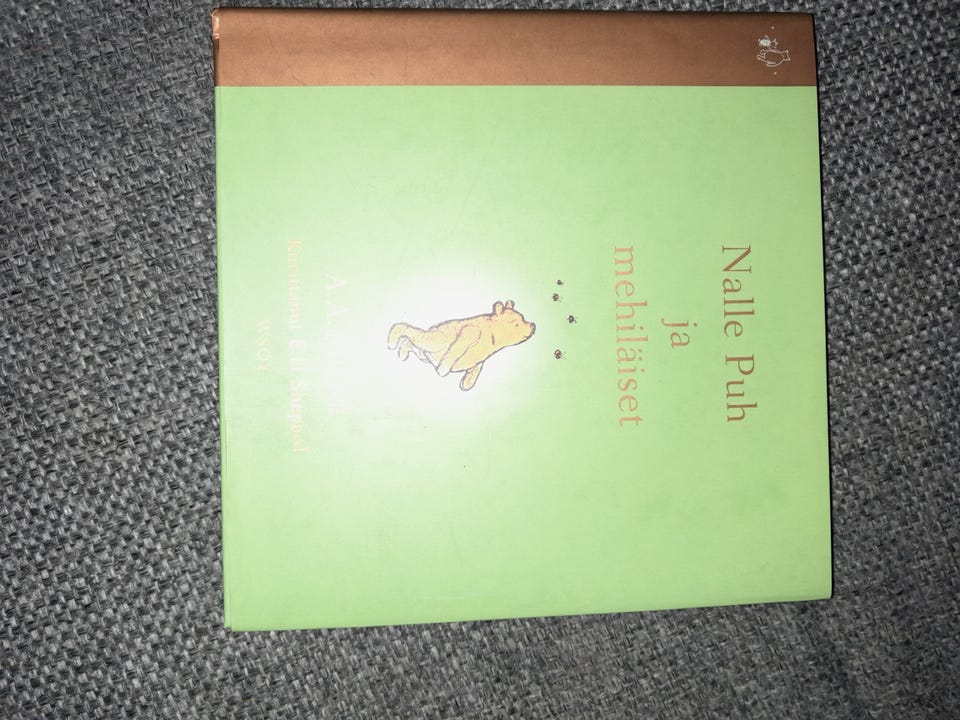 Nalle Puh
ja
mehiläiset
A.A.
Kuvittanut E.H. Shepard
WSOY